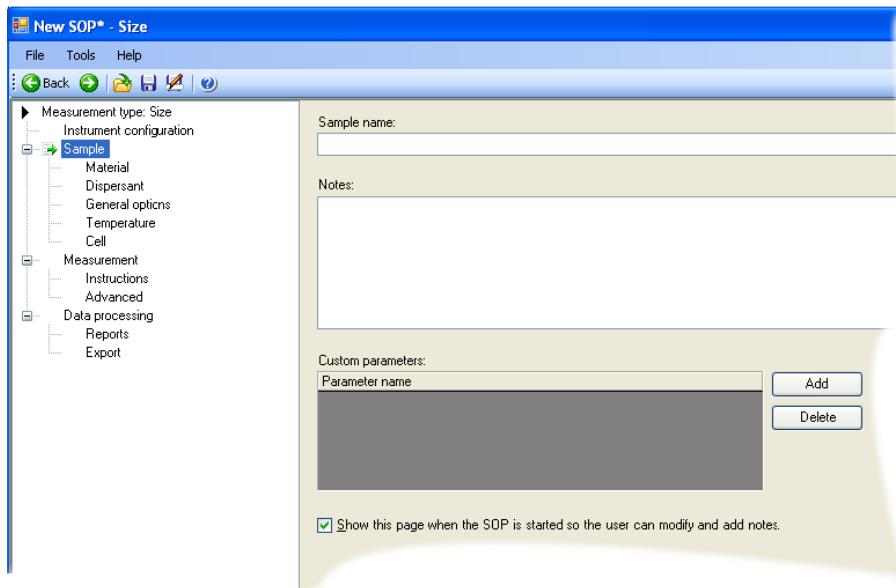 New SOP* - Size
File Tools Help
Back
Measurement type: Size
Instrument configuration
Sample
Material
Dispersant
General options
Temperature
Cell
Measurement
Instructions
Advanced
Data processing
Reports
Export
Sample name:
Notes:
Custom parameters:
Parameter name
Add
Delete
Show this page when the SOP is started so the user can modify and add notes.